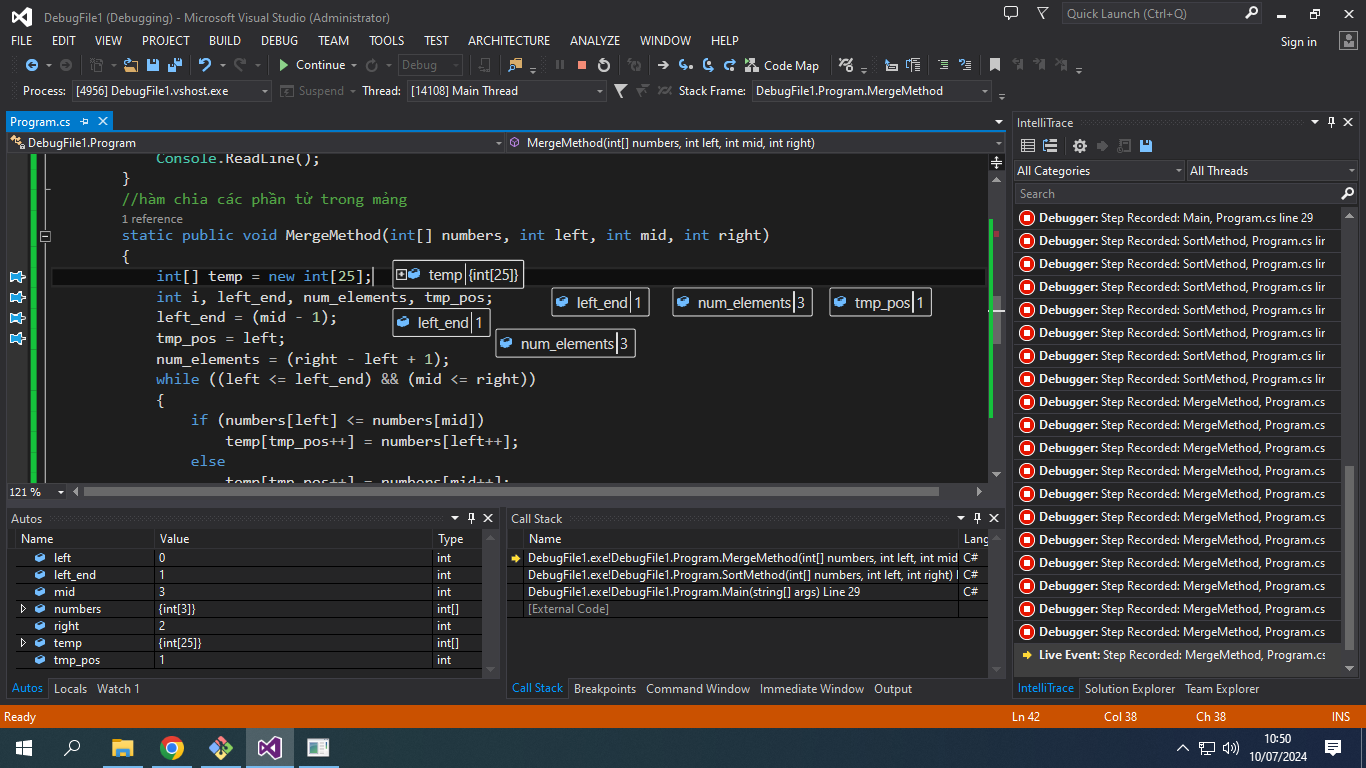 DebugFile1 (Debugging) - Microsoft Visual Studio (Administrator)
Quick Launch (Ctrl+Q)
FILE EDIT VIEW PROJECT BUILD DEBUG TEAM TOOLS TEST ARCHITECTURE ANALYZE WINDOW HELP
Sign in
Continue Debug Code Map
Process: [4956] DebugFile1.vshost.exe Suspend Thread: [14108] Main Thread Stack Frame: DebugFile1.Program.MergeMethod
Program.cs
DebugFile1.Program MergeMethod(int[] numbers, int left, int mid, int right)
Console.ReadLine();
}
//hàm chia các phần tử trong mảng
1 reference
static public void MergeMethod(int[] numbers, int left, int mid, int right)
{
int[] temp = new int[25];
temp {int[25]}
int i, left_end, num_elements, tmp_pos;
left_end 1
num_elements 3
tmp_pos 1
left_end = (mid - 1);
left_end 1
tmp_pos = left;
num_elements 3
num_elements = (right - left + 1);
while ((left <= left_end) && (mid <= right))
{
if (numbers[left] <= numbers[mid])
temp[tmp_pos++] = numbers[left++];
else
temp[tmp_pos++] = numbers[mid++];
121 %
Autos
Name Value Type
left 0 int
left_end 1 int
mid 3 int
numbers {int[3]} int[]
right 2 int
temp {int[25]} int[]
tmp_pos 1 int
Autos Locals Watch 1
Call Stack
Name Lang
DebugFile1.exe!DebugFile1.Program.MergeMethod(int[] numbers, int left, int mid C#
DebugFile1.exe!DebugFile1.Program.SortMethod(int[] numbers, int left, int right) C#
DebugFile1.exe!DebugFile1.Program.Main(string[] args) Line 29 C#
[External Code]
Call Stack Breakpoints Command Window Immediate Window Output
IntelliTrace
All Categories All Threads
Search
Debugger: Step Recorded: Main, Program.cs line 29
Debugger: Step Recorded: SortMethod, Program.cs lir
Debugger: Step Recorded: SortMethod, Program.cs lir
Debugger: Step Recorded: SortMethod, Program.cs lir
Debugger: Step Recorded: SortMethod, Program.cs lir
Debugger: Step Recorded: SortMethod, Program.cs lir
Debugger: Step Recorded: SortMethod, Program.cs lir
Debugger: Step Recorded: SortMethod, Program.cs lir
Debugger: Step Recorded: MergeMethod, Program.cs
Debugger: Step Recorded: MergeMethod, Program.cs
Debugger: Step Recorded: MergeMethod, Program.cs
Debugger: Step Recorded: MergeMethod, Program.cs
Debugger: Step Recorded: MergeMethod, Program.cs
Debugger: Step Recorded: MergeMethod, Program.cs
Debugger: Step Recorded: MergeMethod, Program.cs
Debugger: Step Recorded: MergeMethod, Program.cs
Debugger: Step Recorded: MergeMethod, Program.cs
Debugger: Step Recorded: MergeMethod, Program.cs
Debugger: Step Recorded: MergeMethod, Program.cs
Live Event: Step Recorded: MergeMethod, Program.cs
IntelliTrace Solution Explorer Team Explorer
Ready Ln 42 Col 38 Ch 38 INS
10:50
10/07/2024